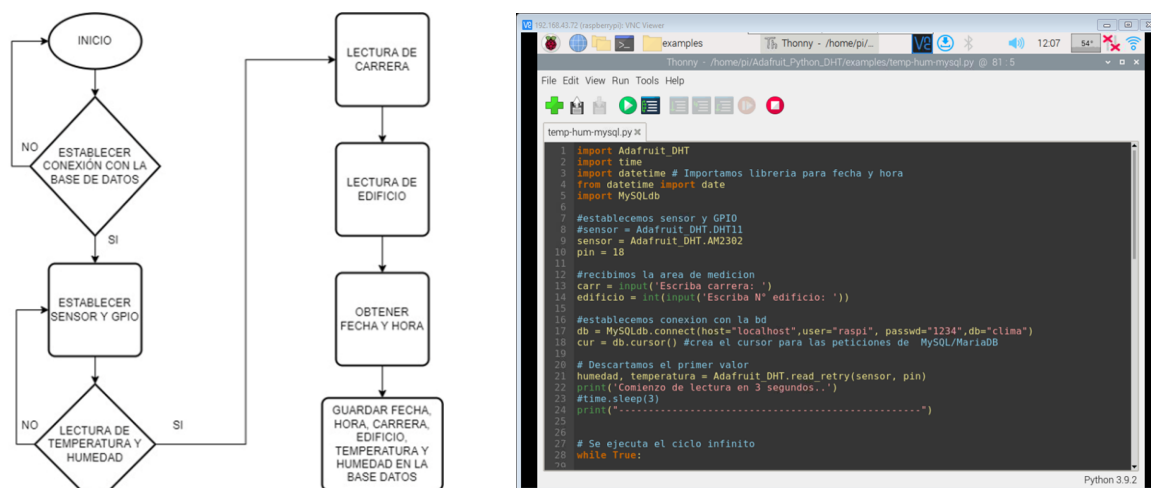 INICIO
NO
ESTABLECER
CONEXIÓN CON LA
BASE DE DATOS
SI
ESTABLECER
SENSOR Y GPIO
NO
LECTURA DE
TEMPERATURA Y
HUMEDAD
SI
LECTURA DE
CARRERA
LECTURA DE
EDIFICIO
OBTENER
FECHA Y HORA
GUARDAR FECHA,
HORA, CARRERA,
EDIFICIO,
TEMPERATURA Y
HUMEDAD EN LA
BASE DATOS
192.168.43.72 (raspberrypi): VNC Viewer
examples
Thonny - /home/pi/...
12:07
54°
Thonny - /home/pi/Adafruit_Python_DHT/examples/temp-hum-mysql.py @ 81 : 5
File Edit View Run Tools Help
temp-hum-mysql.py
1 import Adafruit_DHT
2 import time
3 import datetime # Importamos libreria para fecha y hora
4 from datetime import date
5 import MySQLdb
6
7 #establecemos sensor y GPIO
8 #sensor = Adafruit_DHT.DHT11
9 sensor = Adafruit_DHT.AM2302
10 pin = 18
11
12 #recibimos la area de medicion
13 carr = input('Escriba carrera: ')
14 edificio = int(input('Escriba N° edificio: '))
15
16 #establecemos conexion con la bd
17 db = MySQLdb.connect(host="localhost",user="raspi", passwd="1234",db="clima")
18 cur = db.cursor() #crea el cursor para las peticiones de MySQL/MariaDB
19
20 # Descartamos el primer valor
21 humedad, temperatura = Adafruit_DHT.read_retry(sensor, pin)
22 print('Comienzo de lectura en 3 segundos..')
23 #time.sleep(3)
24 print("---------------------------------------------------")
25
26
27 # Se ejecuta el ciclo infinito
28 while True:
29
Python 3.9.2